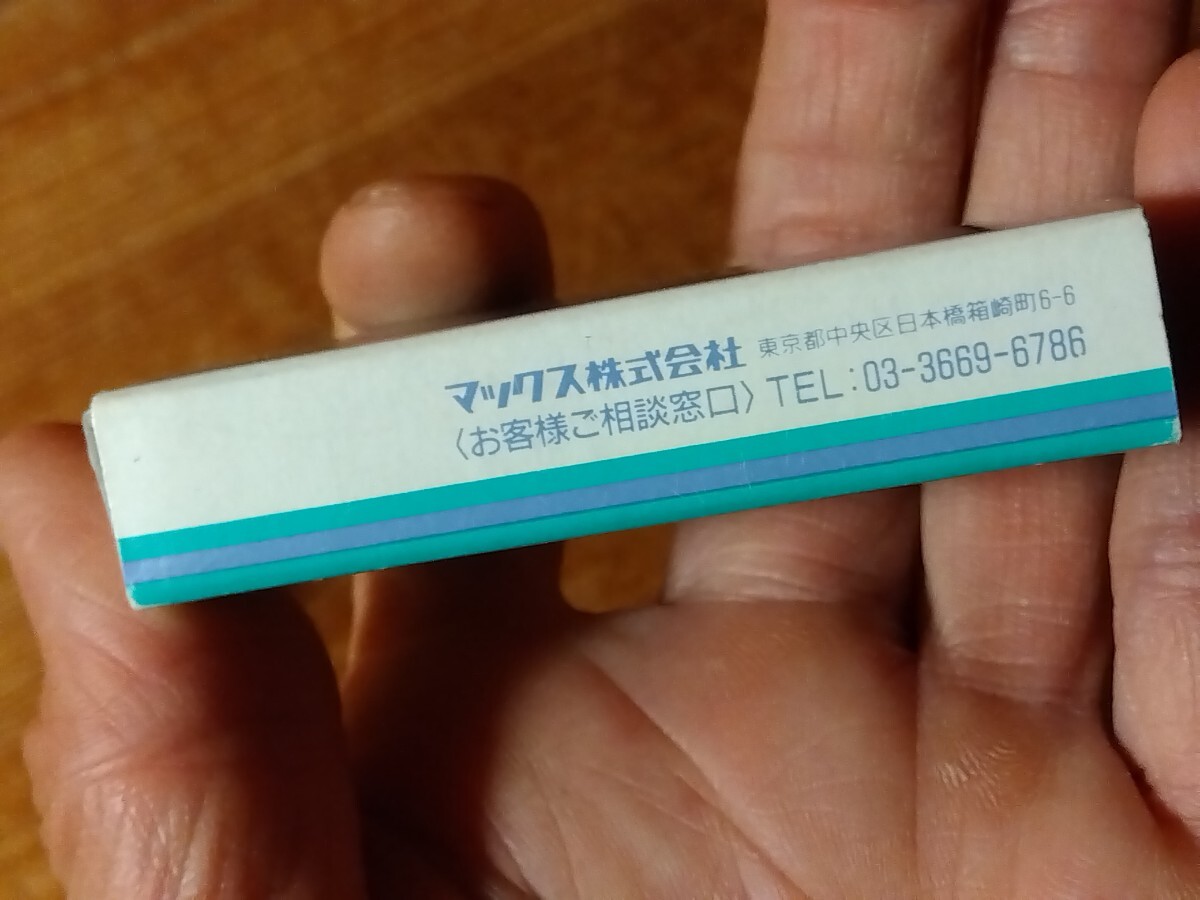 マックス株式会社 東京都中央区日本橋箱崎町6-6
〈お客様ご相談窓口〉TEL:03-3669-6786